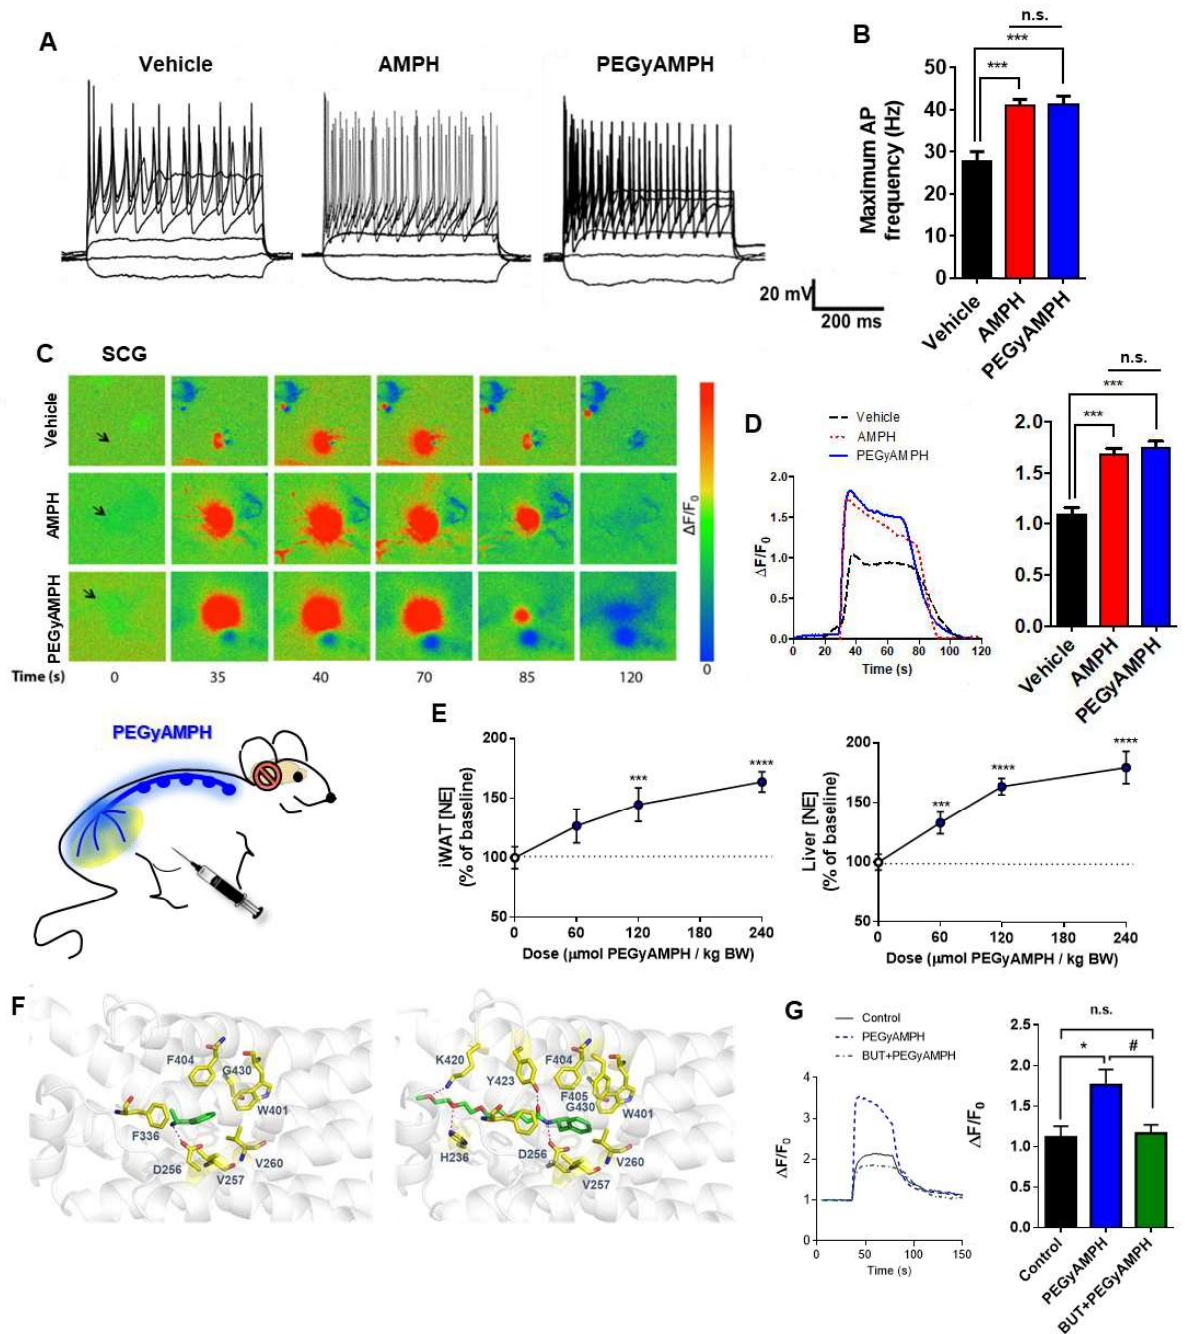 A
Vehicle
AMPH
PEGyAMPH
20 mV
200 ms
B
n.s.
***
***
Maximum AP
frequency (Hz)
50
40
30
20
10
0
Vehicle
AMPH
PEGyAMPH
C
SCG
Vehicle
AMPH
PEGyAMPH
ΔF/F0
0
Time (s)
0
35
40
70
85
120
D
Vehicle
AMPH
PEGyAMPH
ΔF/F0
2.0
1.5
1.0
0.5
0.0
0
20
40
60
80
100
120
Time (s)
n.s.
***
***
2.0
1.5
1.0
0.5
0.0
Vehicle
AMPH
PEGyAMPH
PEGyAMPH
E
iWAT [NE]
(% of baseline)
200
150
100
50
***
****
0
60
120
180
240
Dose (μmol PEGyAMPH / kg BW)
Liver [NE]
(% of baseline)
200
150
100
50
***
****
****
0
60
120
180
240
Dose (μmol PEGyAMPH / kg BW)
F
F404
G430
W401
F336
D256
V260
V257
K420
Y423
F404
F405
G430
W401
H236
D256
V260
V257
G
Control
PEGyAMPH
BUT+PEGyAMPH
ΔF/F0
4
3
2
1
0
0
50
100
150
Time (s)
n.s.
*
#
ΔF/F0
2.5
2.0
1.5
1.0
0.5
0.0
Control
PEGyAMPH
BUT+PEGyAMPH